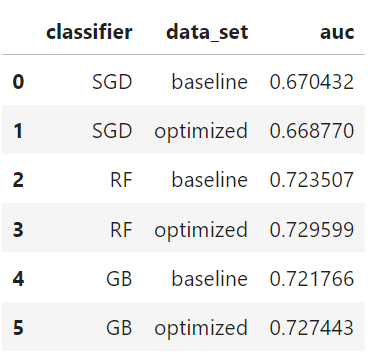 classifier data_set auc
0 SGD baseline 0.670432
1 SGD optimized 0.668770
2 RF baseline 0.723507
3 RF optimized 0.729599
4 GB baseline 0.721766
5 GB optimized 0.727443